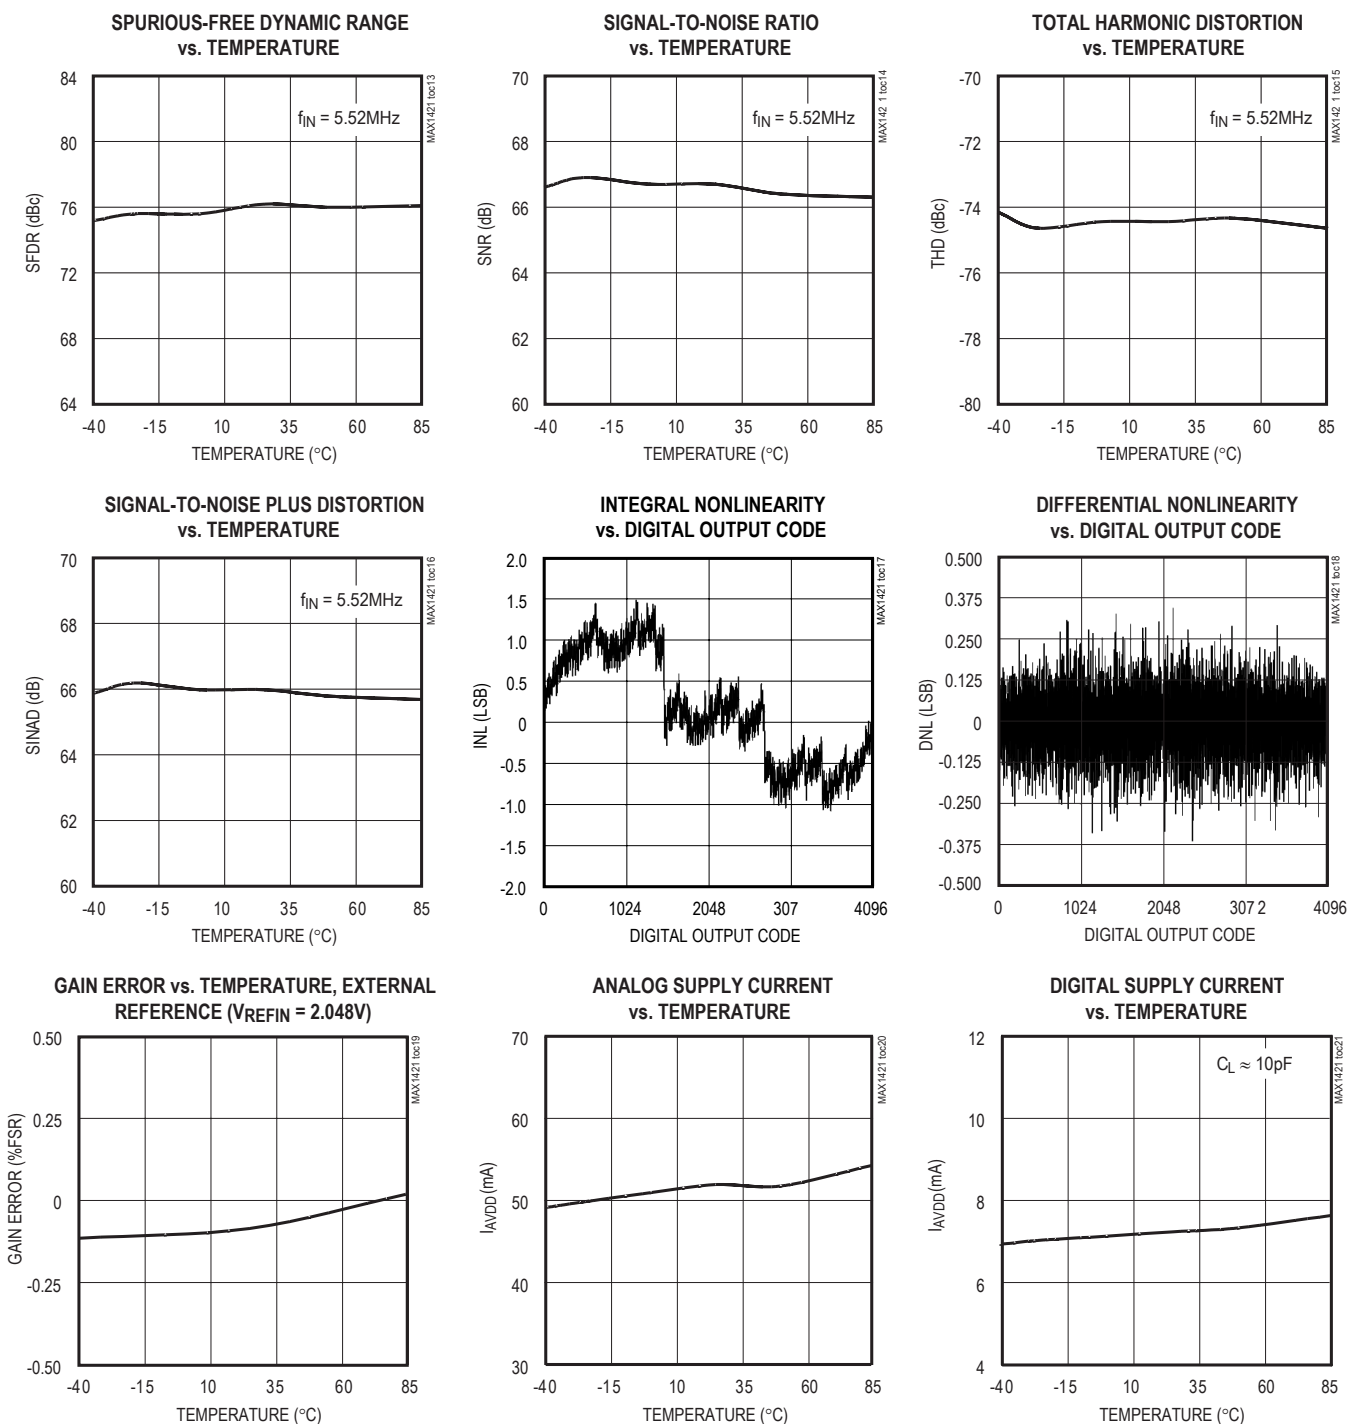 SPURIOUS-FREE DYNAMIC RANGE
vs. TEMPERATURE
MAX1421 toc13
fIN = 5.52MHz
84
80
76
72
68
64
SFDR (dBc)
-40 -15 10 35 60 85
TEMPERATURE (°C)
SIGNAL-TO-NOISE RATIO
vs. TEMPERATURE
MAX142 1 toc14
fIN = 5.52MHz
70
68
66
64
62
60
SNR (dB)
-40 -15 10 35 60 85
TEMPERATURE (°C)
TOTAL HARMONIC DISTORTION
vs. TEMPERATURE
MAX142 1 toc15
fIN = 5.52MHz
-70
-72
-74
-76
-78
-80
THD (dBc)
-40 -15 10 35 60 85
TEMPERATURE (°C)
SIGNAL-TO-NOISE PLUS DISTORTION
vs. TEMPERATURE
MAX1421 toc16
fIN = 5.52MHz
70
68
66
64
62
60
SINAD (dB)
-40 -15 10 35 60 85
TEMPERATURE (°C)
INTEGRAL NONLINEARITY
vs. DIGITAL OUTPUT CODE
MAX1421 toc17
2.0
1.5
1.0
0.5
0
-0.5
-1.0
-1.5
-2.0
INL (LSB)
0 1024 2048 307 4096
DIGITAL OUTPUT CODE
DIFFERENTIAL NONLINEARITY
vs. DIGITAL OUTPUT CODE
MAX1421 toc18
0.500
0.375
0.250
0.125
0
-0.125
-0.250
-0.375
-0.500
DNL (LSB)
0 1024 2048 307 2 4096
DIGITAL OUTPUT CODE
GAIN ERROR vs. TEMPERATURE, EXTERNAL
REFERENCE (VREFIN = 2.048V)
MAX1421 toc19
0.50
0.25
0
-0.25
-0.50
GAIN ERROR (%FSR)
-40 -15 10 35 60 85
TEMPERATURE (°C)
ANALOG SUPPLY CURRENT
vs. TEMPERATURE
MAX1421 toc20
70
60
50
40
30
IAVDD (mA)
-40 -15 10 35 60 85
TEMPERATURE (°C)
DIGITAL SUPPLY CURRENT
vs. TEMPERATURE
MAX1421 toc21
CL ≈ 10pF
12
10
8
6
4
IAVDD (mA)
-40 -15 10 35 60 85
TEMPERATURE (°C)